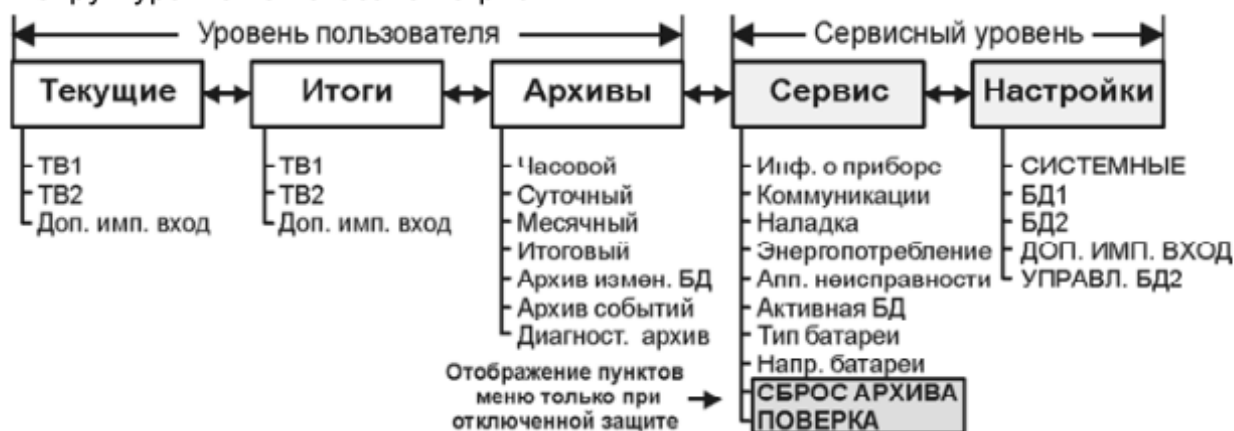 Уровень пользователя
Сервисный уровень
Текущие
Итоги
Архивы
Сервис
Настройки
ТВ1
ТВ2
Доп. имп. вход
ТВ1
ТВ2
Доп. имп. вход
Часовой
Суточный
Месячный
Итоговый
Архив измен. БД
Архив событий
Диагност. архив
Инф. о приборе
Коммуникации
Наладка
Энергопотребление
Апп. неисправности
Активная БД
Тип батареи
Напр. батареи
СБРОС АРХИВА
ПОВЕРКА
СИСТЕМНЫЕ
БД1
БД2
ДОП. ИМП. ВХОД
УПРАВЛ. БД2
Отображение пунктов
меню только при
отключенной защите